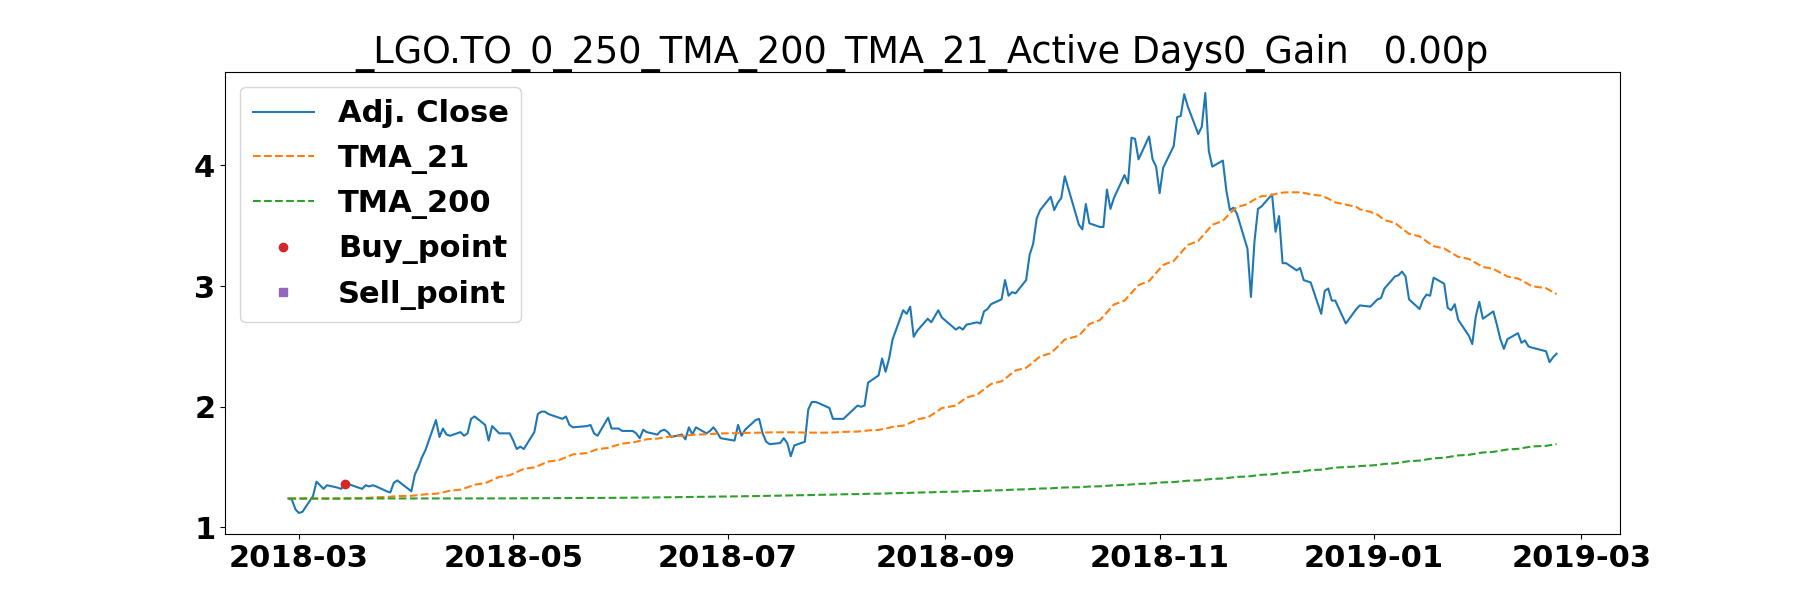 _LGO.TO_0_250_TMA_200_TMA_21_Active Days0_Gain   0.00p
Adj. Close
TMA_21
TMA_200
Buy_point
Sell_point
4
3
2
1
2018-03 2018-05 2018-07 2018-09 2018-11 2019-01 2019-03